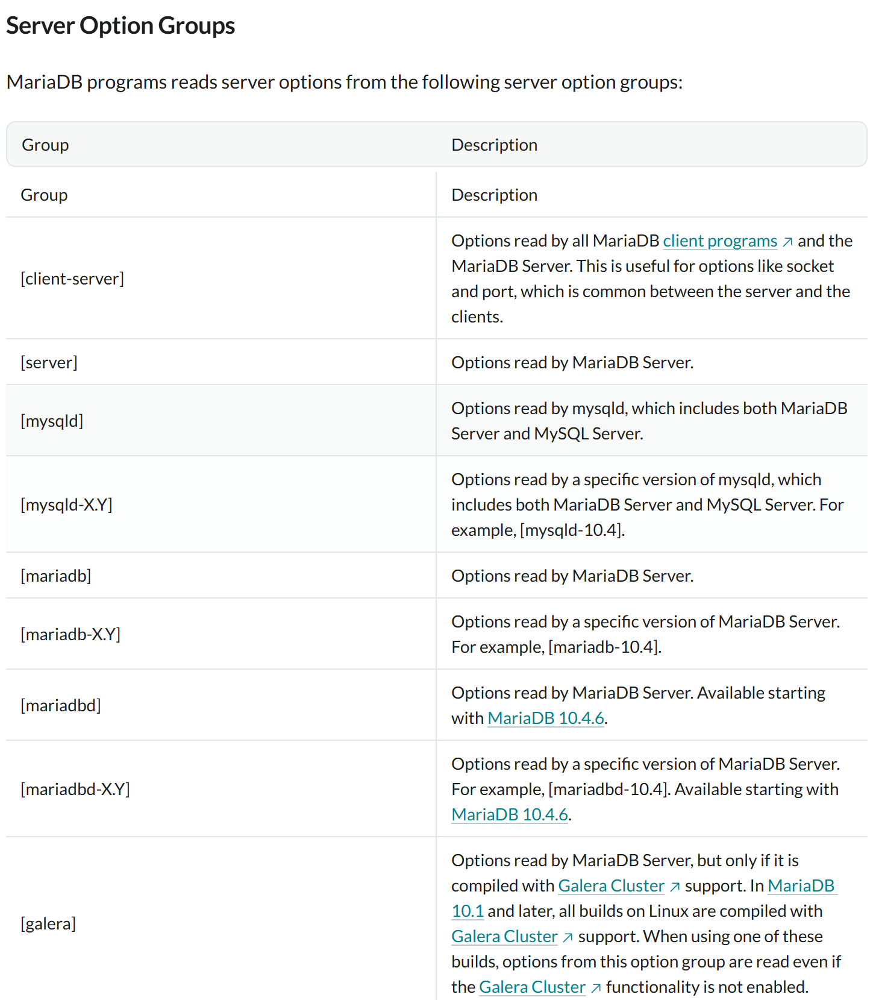 Server Option Groups
MariaDB programs reads server options from the following server option groups:
Group Description
Group Description
[client-server]
Options read by all MariaDB client programs ↗ and the
MariaDB Server. This is useful for options like socket
and port, which is common between the server and the
clients.
[server] Options read by MariaDB Server.
[mysqld]
Options read by mysqld, which includes both MariaDB
Server and MySQL Server.
[mysqld-X.Y]
Options read by a specific version of mysqld, which
includes both MariaDB Server and MySQL Server. For
example, [mysqld-10.4].
[mariadb] Options read by MariaDB Server.
[mariadb-X.Y]
Options read by a specific version of MariaDB Server.
For example, [mariadb-10.4].
[mariadbd]
Options read by MariaDB Server. Available starting
with MariaDB 10.4.6.
[mariadbd-X.Y]
Options read by a specific version of MariaDB Server.
For example, [mariadbd-10.4]. Available starting with
MariaDB 10.4.6.
[galera]
Options read by MariaDB Server, but only if it is
compiled with Galera Cluster ↗ support. In MariaDB
10.1 and later, all builds on Linux are compiled with
Galera Cluster ↗ support. When using one of these
builds, options from this option group are read even if
the Galera Cluster ↗ functionality is not enabled.